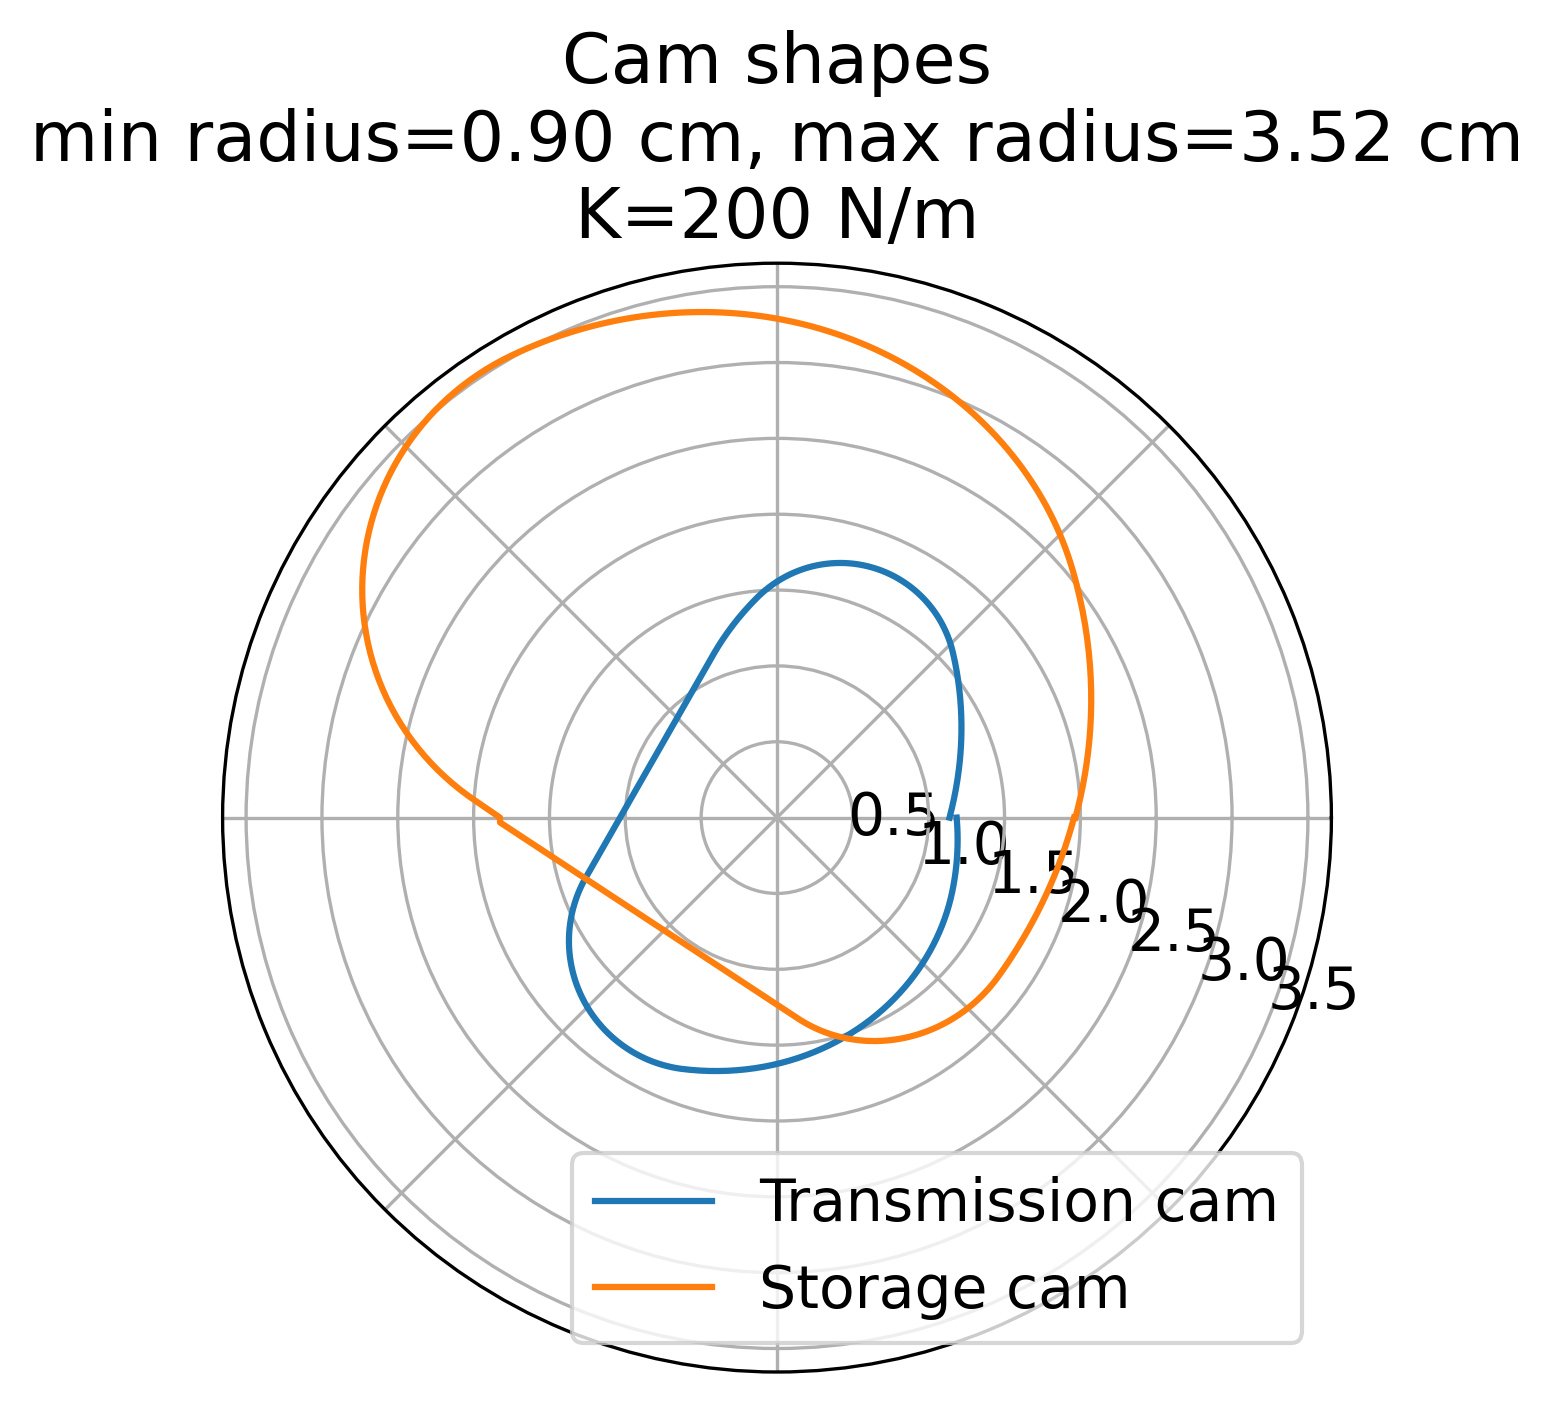 Cam shapes
min radius=0.90 cm, max radius=3.52 cm
K=200 N/m
0.5
1.0
1.5
2.0
2.5
3.0
3.5
Transmission cam
Storage cam